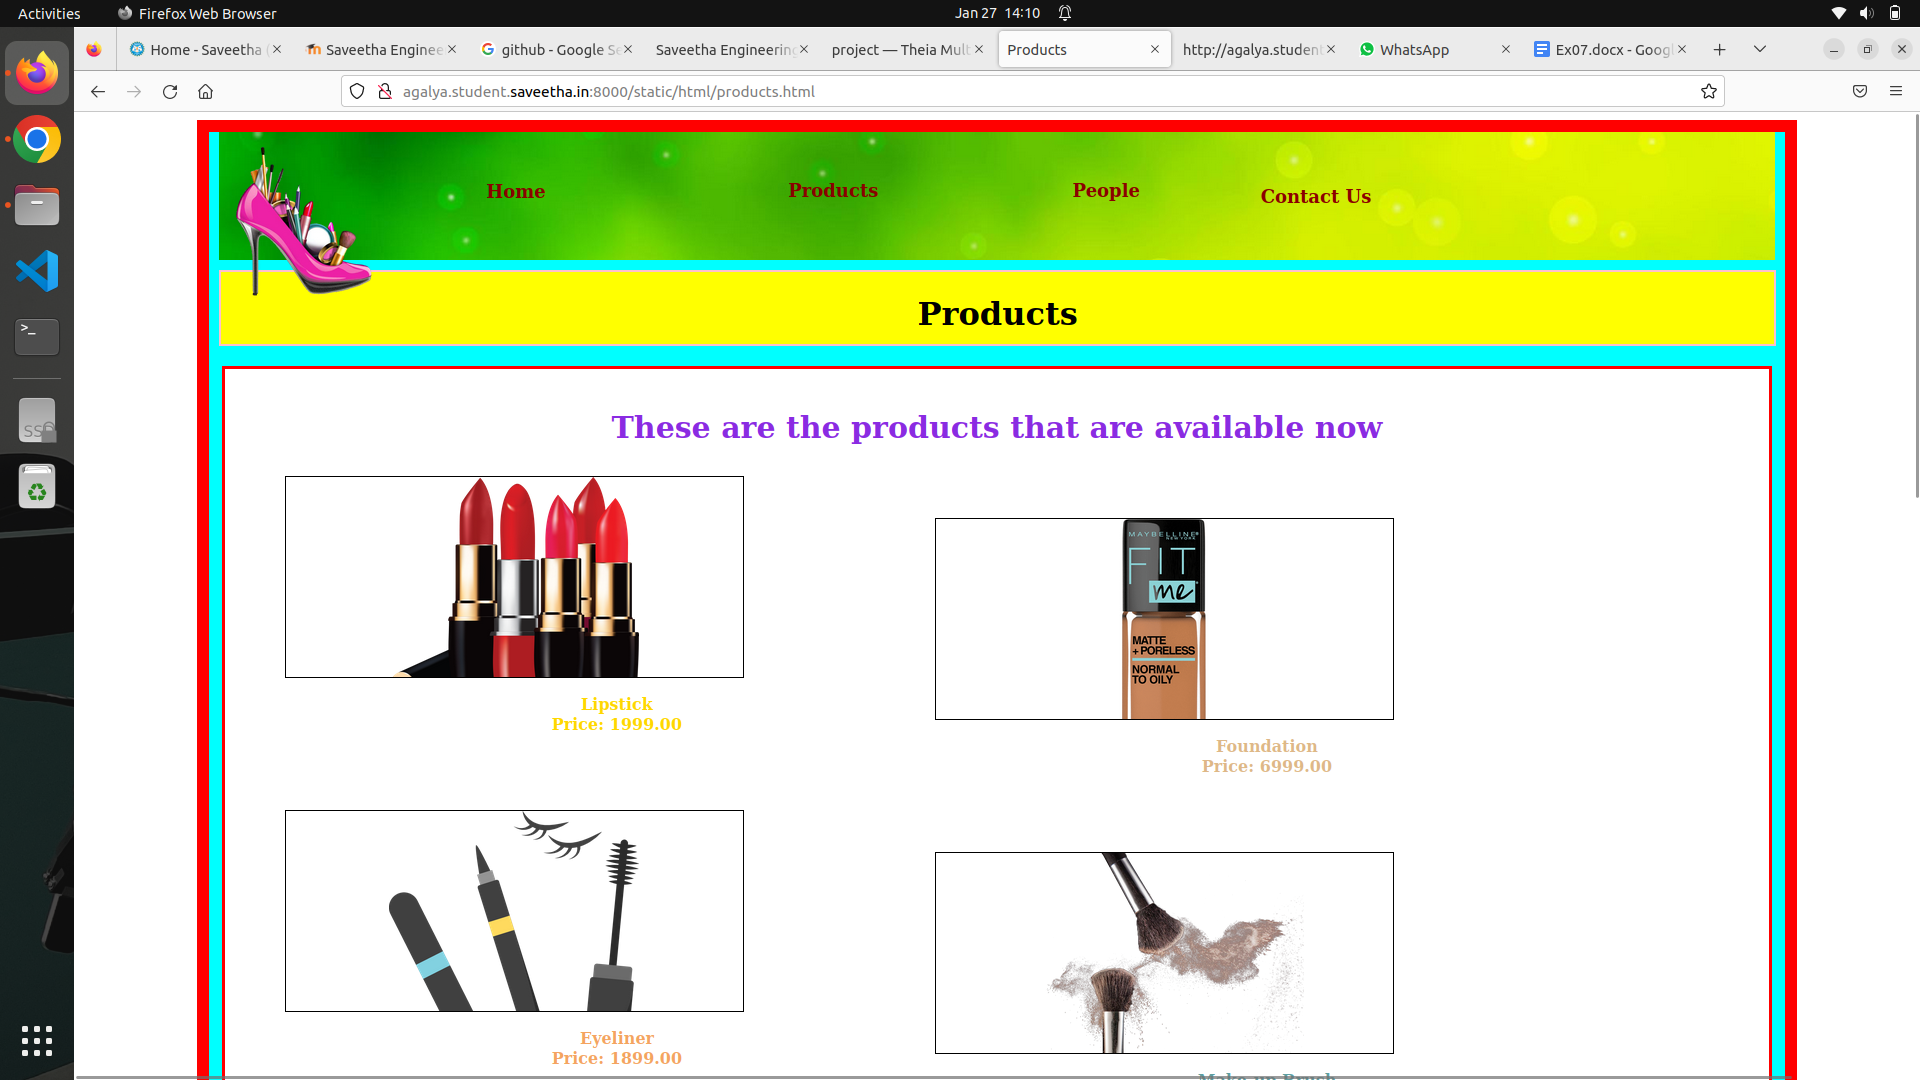 Activities
Firefox Web Browser
Jan 27 14:10
Home - Saveetha (
Saveetha Enginee
github - Google Se
Saveetha Engineering
project — Theia Mult
Products
http://agalya.student
WhatsApp
Ex07.docx - Googl
agalya.student.saveetha.in:8000/static/html/products.html
Home
Products
People
Contact Us
Products
These are the products that are available now
MAYBELLINE
NEW YORK
FIT
me
MATTE
+ PORELESS
NORMAL
TO OILY
Lipstick
Price: 1999.00
Foundation
Price: 6999.00
Eyeliner
Price: 1899.00
>_
SSD